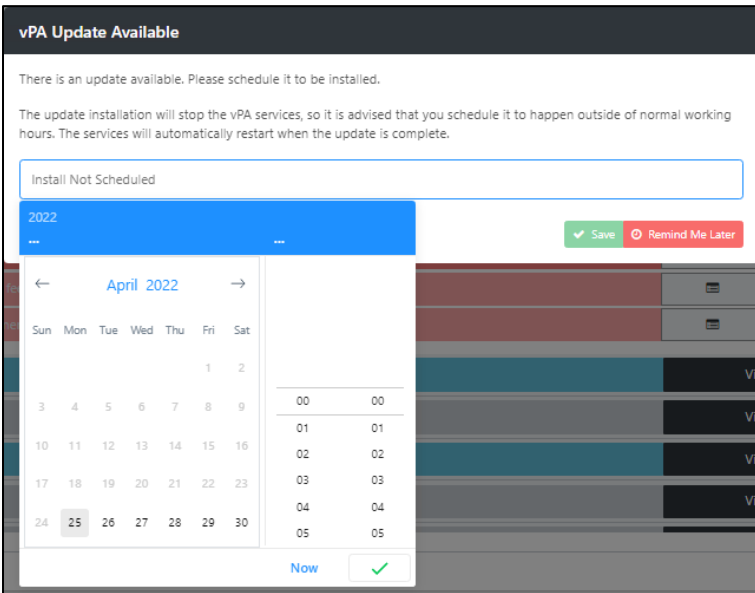 vPA Update Available
There is an update available. Please schedule it to be installed.
The update installation will stop the vPA services, so it is advised that you schedule it to happen outside of normal working
hours. The services will automatically restart when the update is complete.
Install Not Scheduled
2022
... ...
Save Remind Me Later
April 2022
Sun Mon Tue Wed Thu Fri Sat
1 2
3 4 5 6 7 8 9
10 11 12 13 14 15 16
17 18 19 20 21 22 23
24 25 26 27 28 29 30
00 00
01 01
02 02
03 03
04 04
05 05
Now